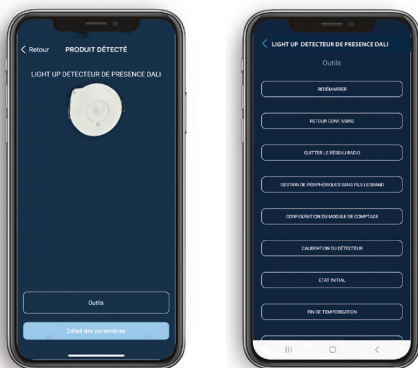 Retour PRODUIT DÉTECTÉ
LIGHT UP DETECTEUR DE PRESENCE DALI
Outils
Détail des paramètres
LIGHT UP DETECTEUR DE PRESENCE DALI
Outils
REDÉMARRER
RETOUR CONF. USINE
QUITTER LE RÉSEAU RADIO
GESTION DE PÉRIPHÉRIQUES SANS FILS LEGRAND
CONFIGURATION DU MODULE DE COMPTAGE
CALIBRATION DU DÉTECTEUR
ETAT INITIAL
FIN DE TEMPORISATION